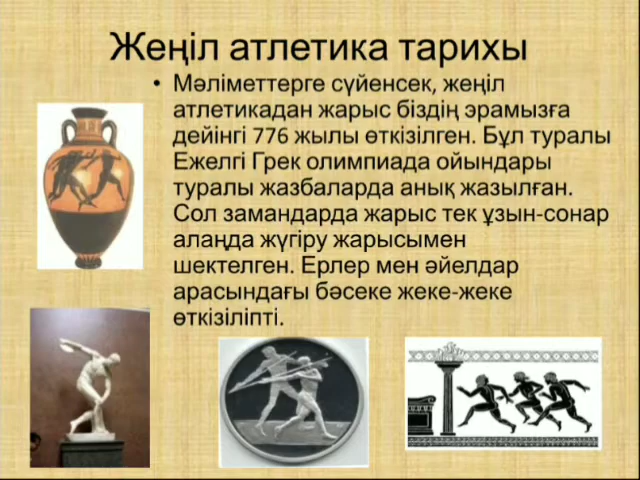 Жеңіл атлетика тарихы
• Мәліметтерге сүйенсек, жеңіл
атлетикадан жарыс біздің эрамызға
дейінгі 776 жылы өткізілген. Бұл туралы
Ежелгі Грек олимпиада ойындары
туралы жазбаларда анық жазылған.
Сол замандарда жарыс тек ұзын-сонар
алаңда жүгіру жарысымен
шектелген. Ерлер мен әйелдар
арасындағы бәсеке жеке-жеке
өткізіліпті.